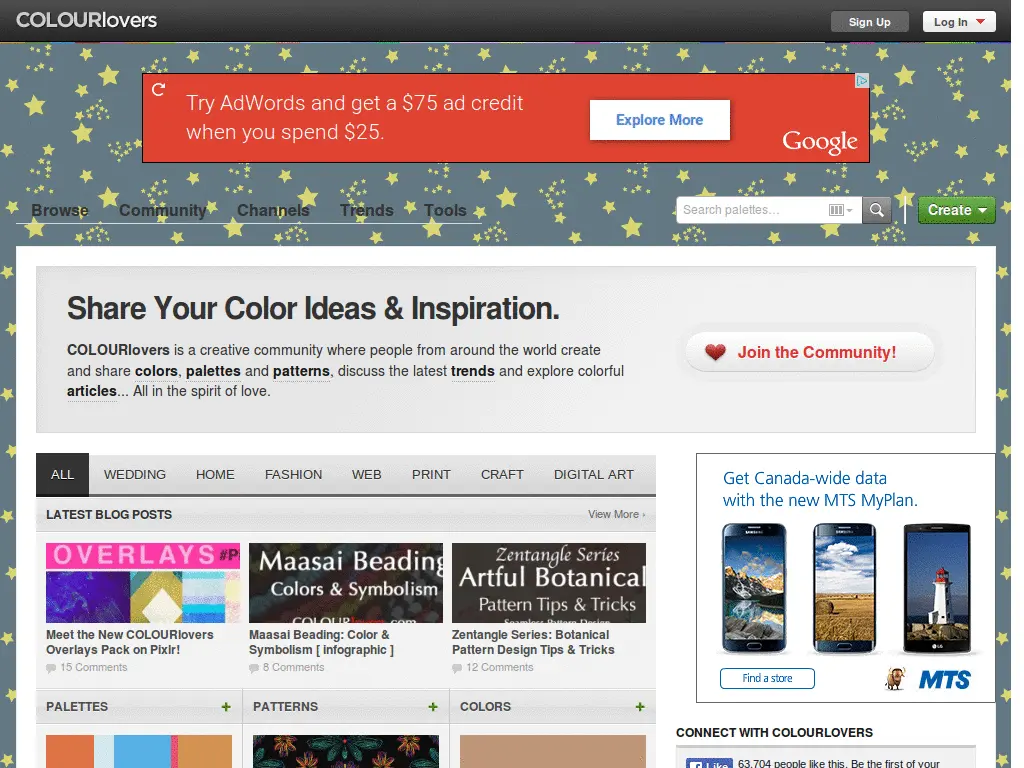 COLOURlovers
Sign Up
Log In
Try AdWords and get a $75 ad credit
when you spend $25.
Explore More
Google
Browse
Community
Channels
Trends
Tools
Search palettes...
Create
Share Your Color Ideas & Inspiration.
COLOURlovers is a creative community where people from around the world create
and share colors, palettes and patterns, discuss the latest trends and explore colorful
articles... All in the spirit of love.
Join the Community!
ALL
WEDDING
HOME
FASHION
WEB
PRINT
CRAFT
DIGITAL ART
LATEST BLOG POSTS
View More ›
OVERLAYS #P
Maasai Beading
Colors & Symbolism
Zentangle Series
Artful Botanical
Pattern Tips & Tricks
Meet the New COLOURlovers
Overlays Pack on Pixlr!
15 Comments
Maasai Beading: Color &
Symbolism [ infographic ]
8 Comments
Zentangle Series: Botanical
Pattern Design Tips & Tricks
12 Comments
PALETTES +
PATTERNS +
COLORS +
Get Canada-wide data
with the new MTS MyPlan.
LG
Find a store
MTS
CONNECT WITH COLOURLOVERS
Like
63,704 people like this. Be the first of your